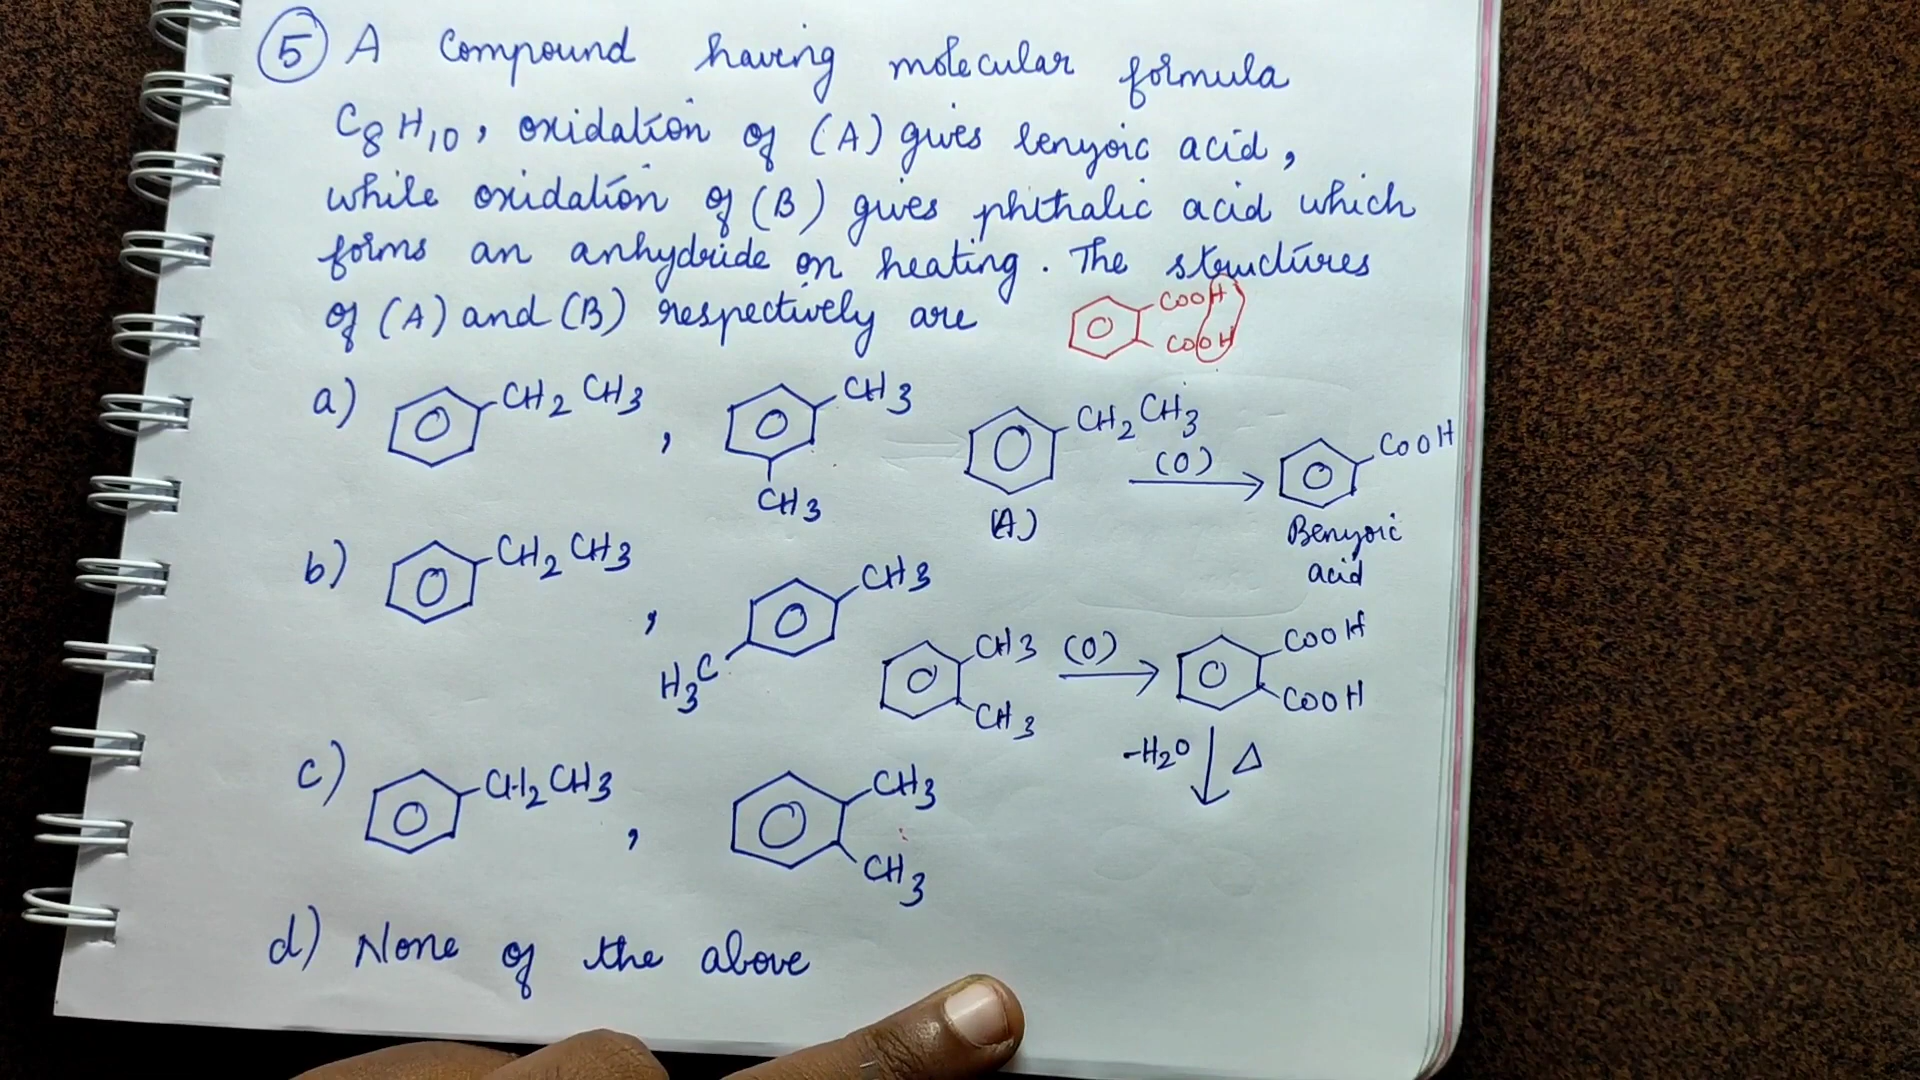 5 A Compound having molecular formula
C8H10, oxidation of (A) gives benzoic acid,
while oxidation of (B) gives phthalic acid which
forms an anhydride on heating. The structures
of (A) and (B) respectively are
COOH
COOH
a) CH2CH3, CH3
CH3
CH2CH3
(A)
(O)
COOH
Benzoic
acid
b) CH2CH3, CH3
H3C
CH3
CH3
(O)
COOH
COOH
-H2O Δ
c) CH2CH3, CH3
CH3
d) None of the above